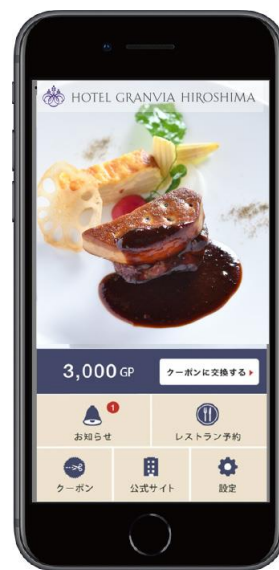 HOTEL GRANVIA HIROSHIMA
3,000 GP
クーポンに交換する
1
お知らせ
レストラン予約
クーポン
公式サイト
設定